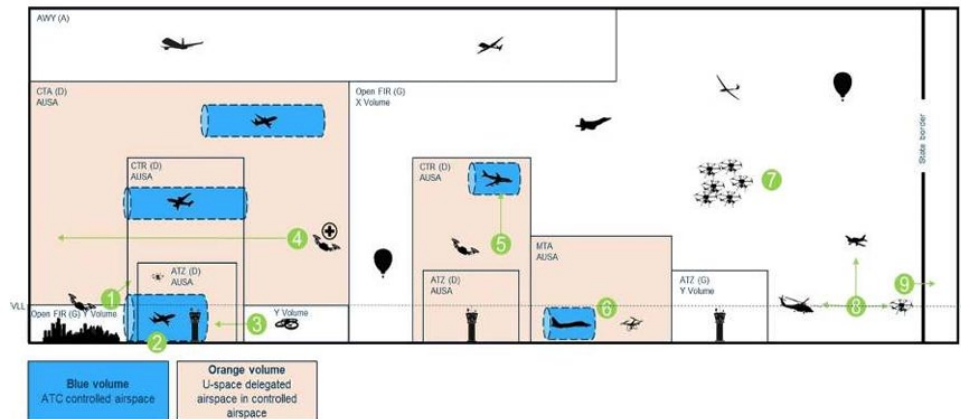 AWY (A)
CTA (D)
AUSA
Open FIR (G)
X Volume
CTR (D)
AUSA
CTR (D)
AUSA
State border
7
4
5
MTA
AUSA
ATZ (D)
AUSA
ATZ (D)
AUSA
ATZ (G)
Y Volume
9
1
6
8
VLL
Open FIR (G) Y Volume
3
Y Volume
2
Blue volume
ATC controlled airspace
Orange volume
U-space delegated
airspace in controlled
airspace